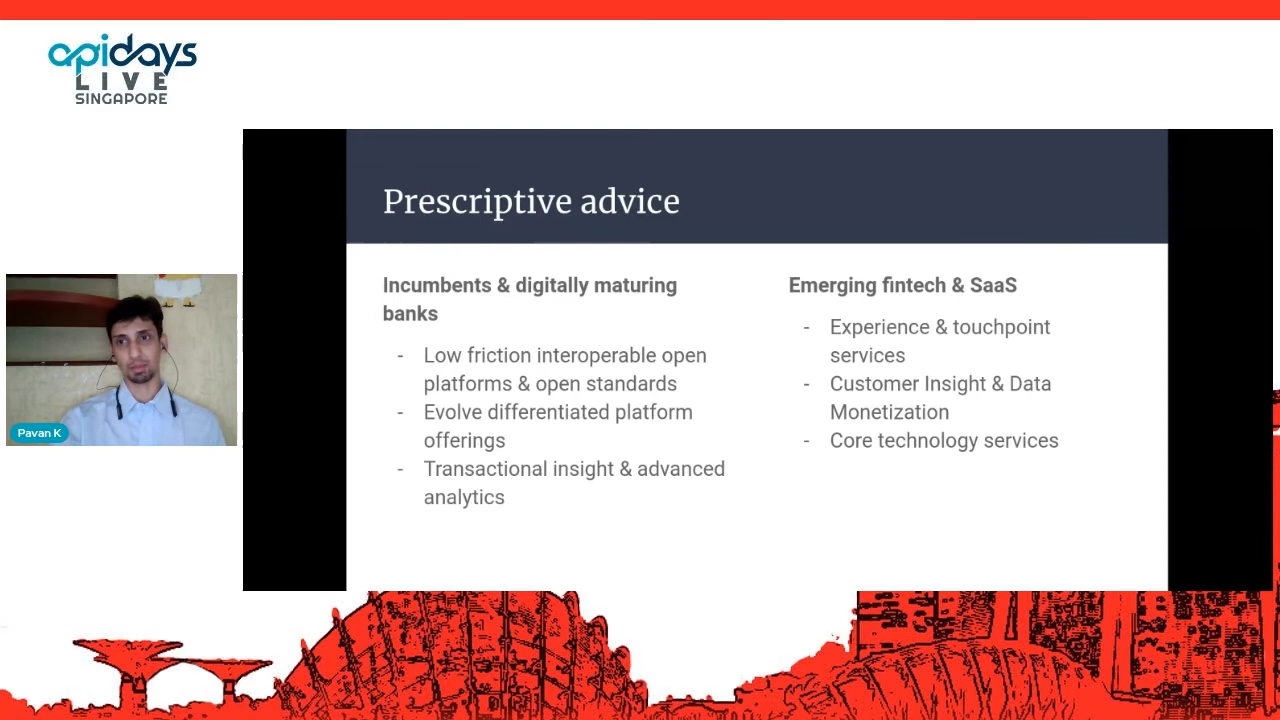 apidays
LIVE
SINGAPORE
Prescriptive advice
Incumbents & digitally maturing
banks
- Low friction interoperable open
platforms & open standards
- Evolve differentiated platform
offerings
- Transactional insight & advanced
analytics
Emerging fintech & SaaS
- Experience & touchpoint
services
- Customer Insight & Data
Monetization
- Core technology services
Pavan K